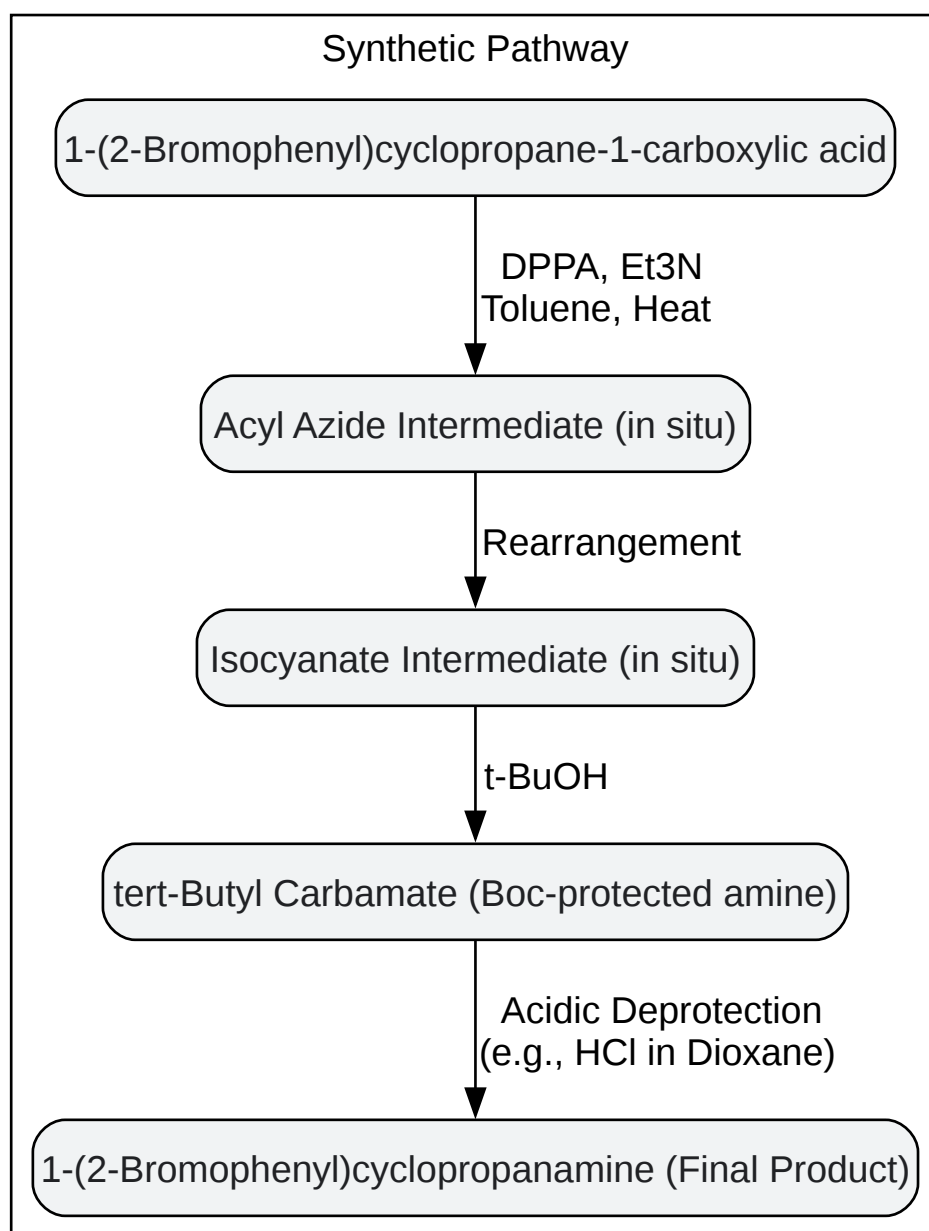 Synthetic Pathway
1-(2-Bromophenyl)cyclopropane-1-carboxylic acid
DPPA, Et3N
Toluene, Heat
Acyl Azide Intermediate (in situ)
Rearrangement
Isocyanate Intermediate (in situ)
t-BuOH
tert-Butyl Carbamate (Boc-protected amine)
Acidic Deprotection
(e.g., HCl in Dioxane)
1-(2-Bromophenyl)cyclopropanamine (Final Product)